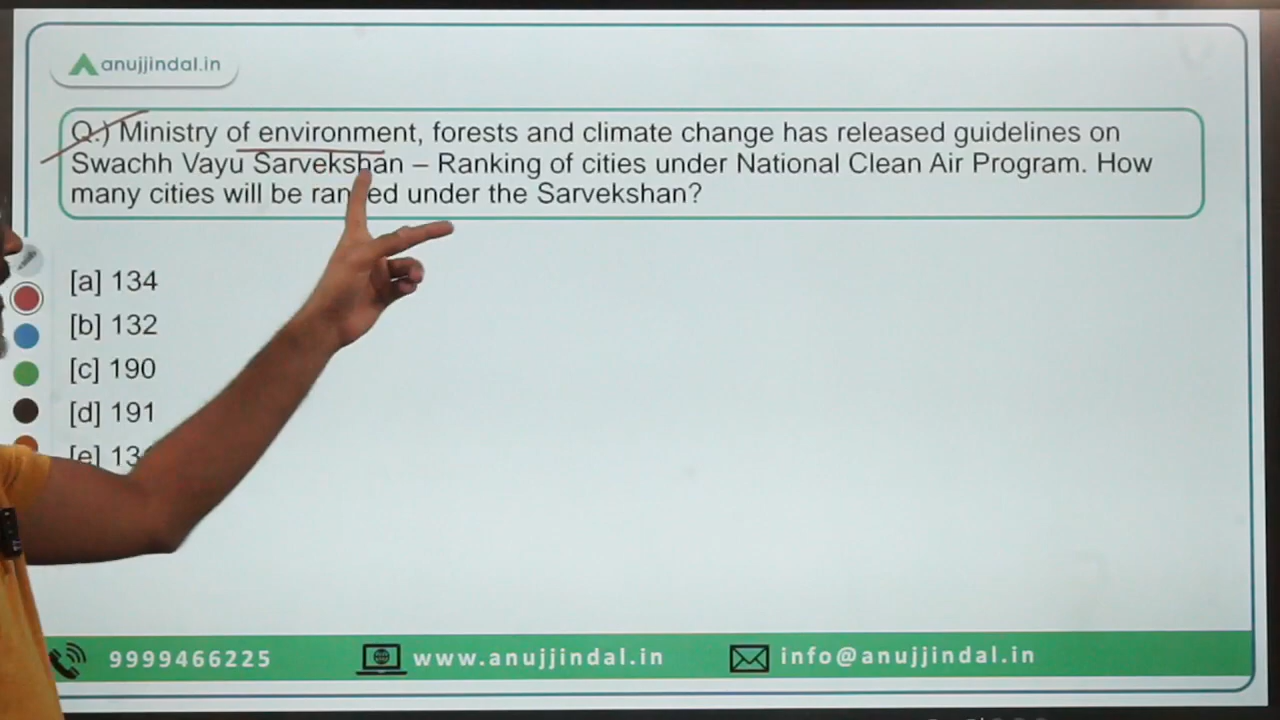 anujjindal.in
Q.) Ministry of environment, forests and climate change has released guidelines on
Swachh Vayu Sarvekshan – Ranking of cities under National Clean Air Program. How
many cities will be under the Sarvekshan?
[a] 134
[b] 132
[c] 190
[d] 191
[e]
9999466225
www.anujjindal.in
info@anujjindal.in